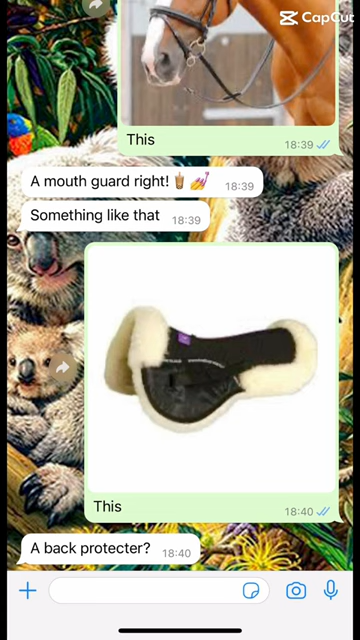 CapCut
This
18:39
A mouth guard right!🧋💅
18:39
Something like that
18:39
This
18:40
A back protecter?
18:40